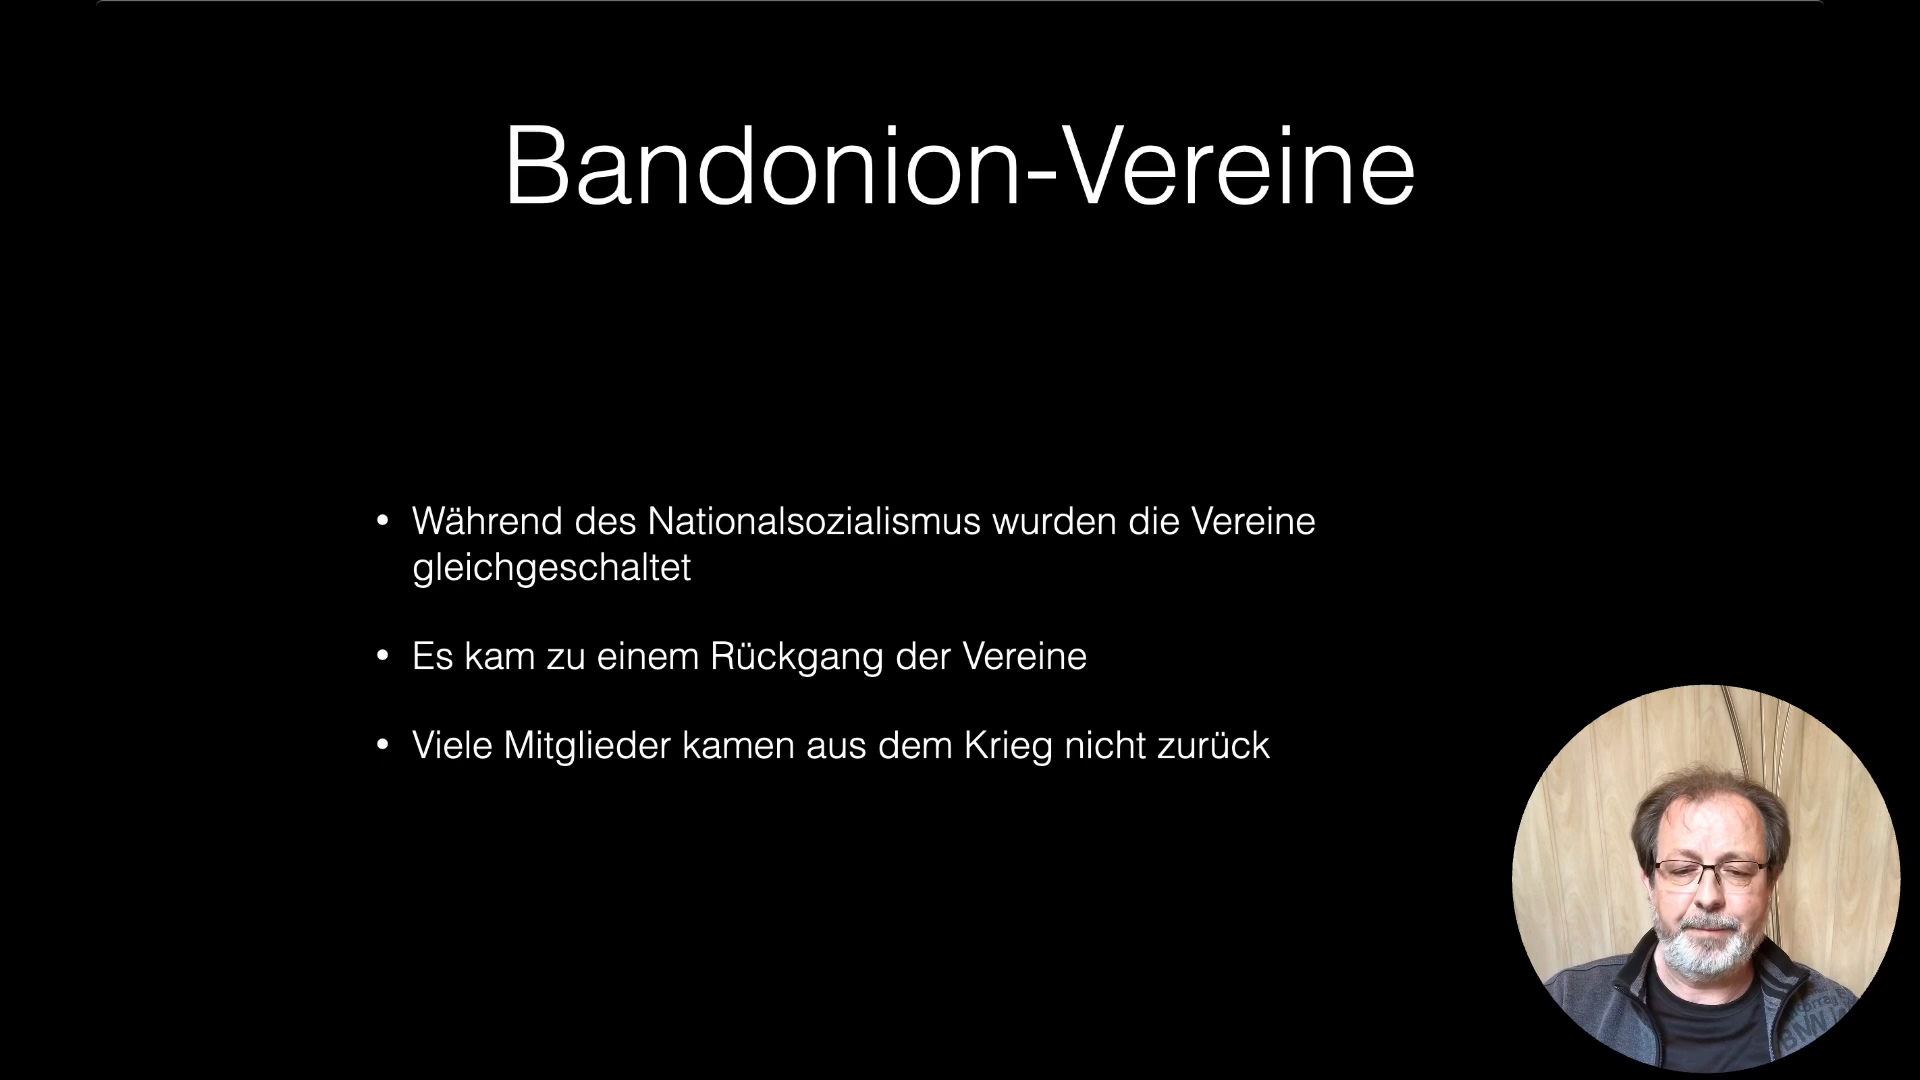 Bandonion-Vereine
• Während des Nationalsozialismus wurden die Vereine
gleichgeschaltet
• Es kam zu einem Rückgang der Vereine
• Viele Mitglieder kamen aus dem Krieg nicht zurück